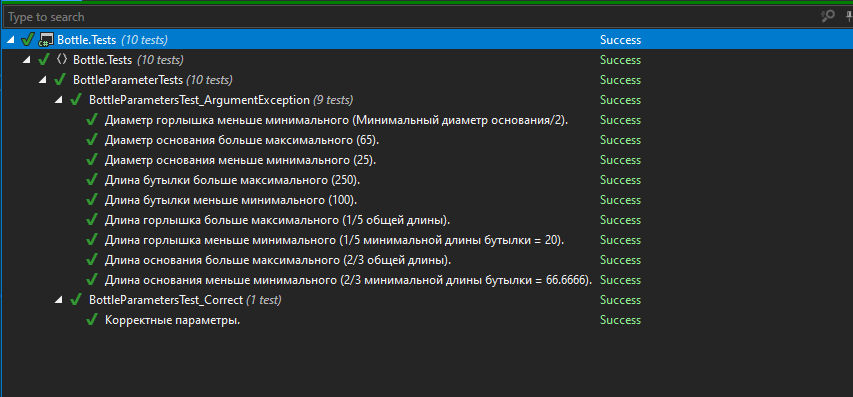 Type to search
Bottle.Tests (10 tests) Success
Bottle.Tests (10 tests) Success
BottleParameterTests (10 tests) Success
BottleParametersTest_ArgumentException (9 tests) Success
Диаметр горлышка меньше минимального (Минимальный диаметр основания/2). Success
Диаметр основания больше максимального (65). Success
Диаметр основания меньше минимального (25). Success
Длина бутылки больше максимального (250). Success
Длина бутылки меньше минимального (100). Success
Длина горлышка больше максимального (1/5 общей длины). Success
Длина горлышка меньше минимального (1/5 минимальной длины бутылки = 20). Success
Длина основания больше максимального (2/3 общей длины). Success
Длина основания меньше минимального (2/3 минимальной длины бутылки = 66.6666). Success
BottleParametersTest_Correct (1 test) Success
Корректные параметры. Success